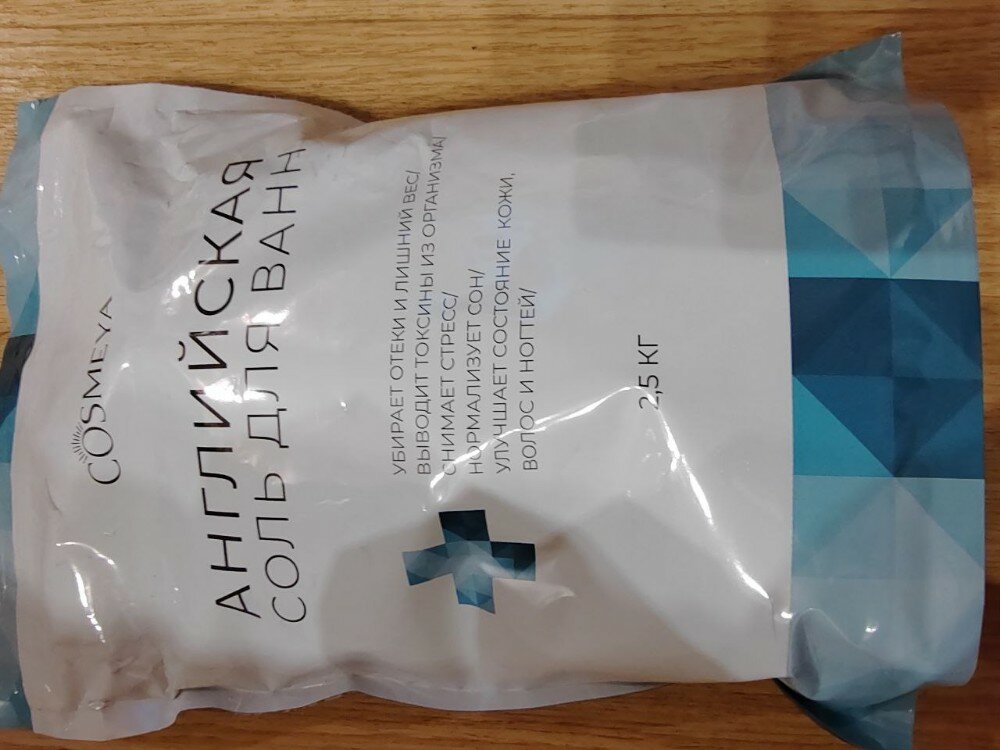 COSMEYA
АНГЛИЙСКАЯ
СОЛЬ ДЛЯ ВАНН
УБИРАЕТ ОТЕКИ И ЛИШНИЙ ВЕС/
ВЫВОДИТ ТОКСИНЫ ИЗ ОРГАНИЗМА/
СНИМАЕТ СТРЕСС/
НОРМАЛИЗУЕТ СОН/
УЛУЧШАЕТ СОСТОЯНИЕ КОЖИ,
ВОЛОС И НОГТЕЙ/
2,5 КГ